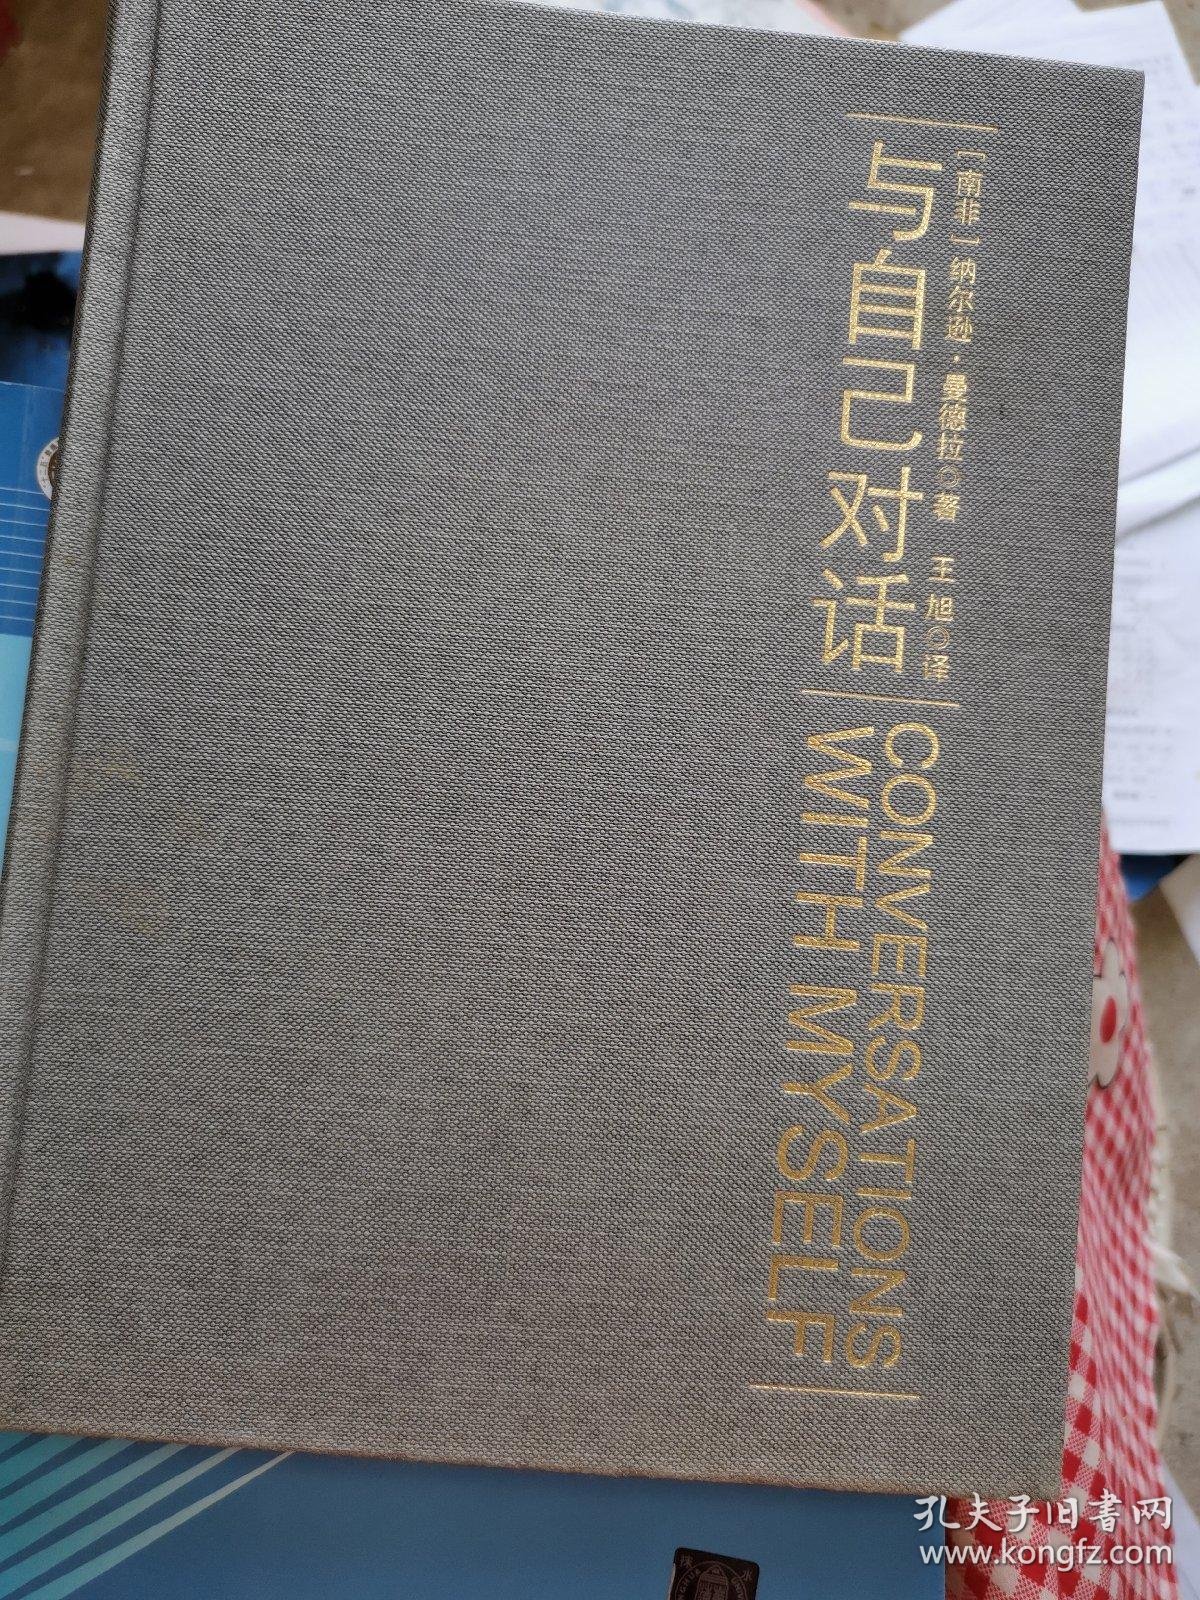 [南非]纳尔逊·曼德拉◎著 王旭◎译
与自己对话
CONVERSATIONS
WITH MYSELF
孔夫子旧書网
www.kongfz.com